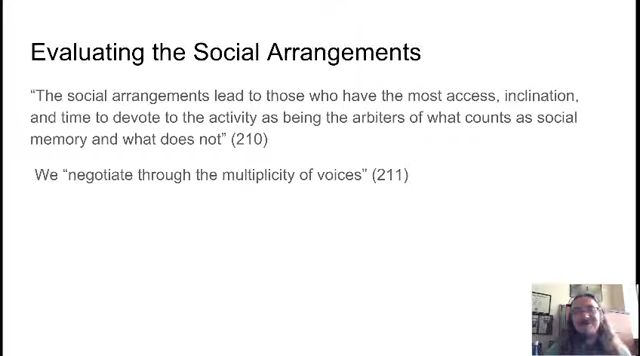 Evaluating the Social Arrangements
“The social arrangements lead to those who have the most access, inclination,
and time to devote to the activity as being the arbiters of what counts as social
memory and what does not” (210)
We “negotiate through the multiplicity of voices” (211)